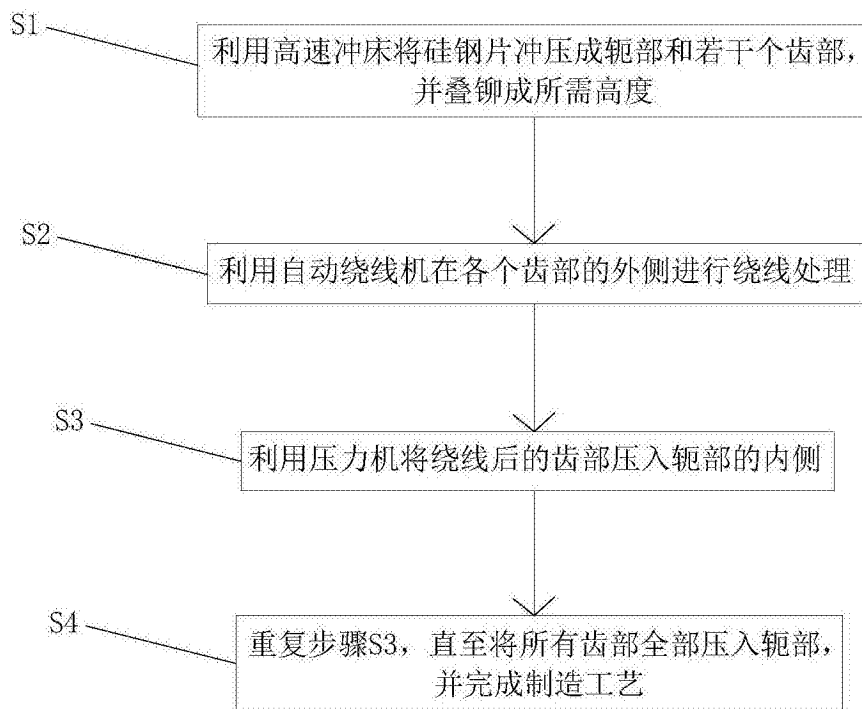 S1
利用高速冲床将硅钢片冲压成轭部和若干个齿部，
并叠铆成所需高度
S2
利用自动绕线机在各个齿部的外侧进行绕线处理
S3
利用压力机将绕线后的齿部压入轭部的内侧
S4
重复步骤S3，直至将所有齿部全部压入轭部，
并完成制造工艺